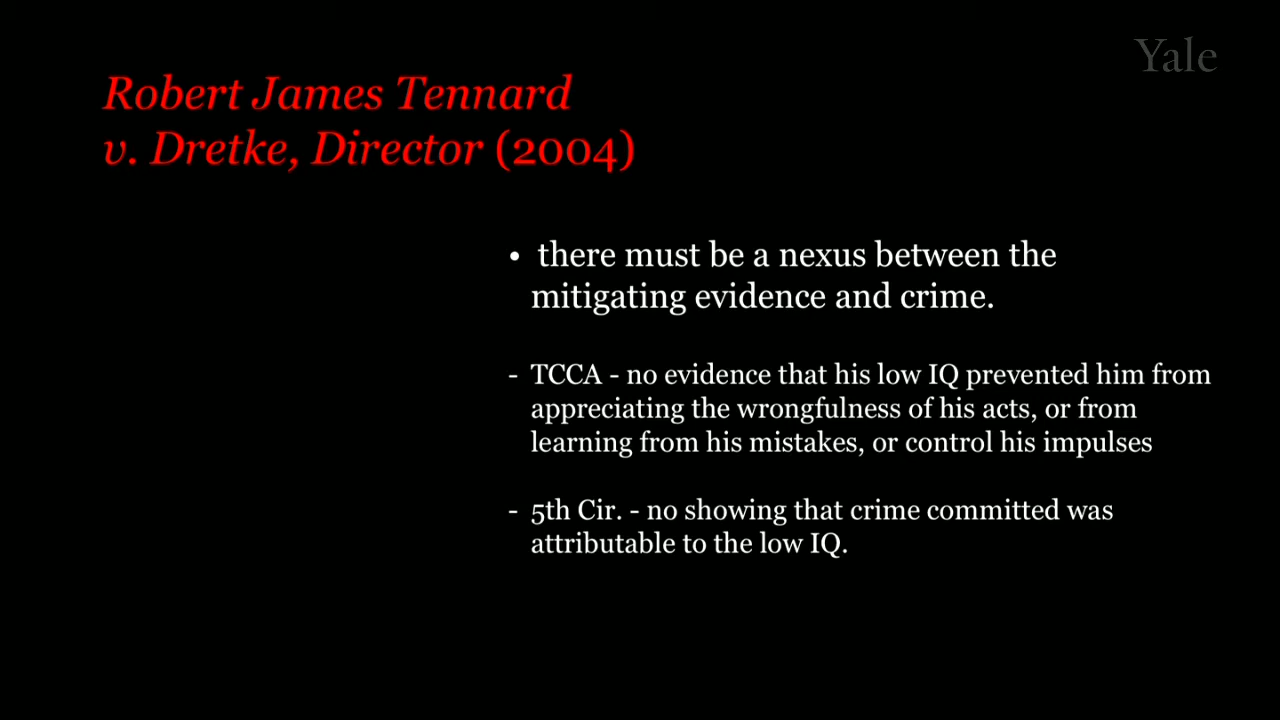 Yale
Robert James Tennard
v. Dretke, Director (2004)
• there must be a nexus between the
mitigating evidence and crime.
- TCCA - no evidence that his low IQ prevented him from
appreciating the wrongfulness of his acts, or from
learning from his mistakes, or control his impulses
- 5th Cir. - no showing that crime committed was
attributable to the low IQ.